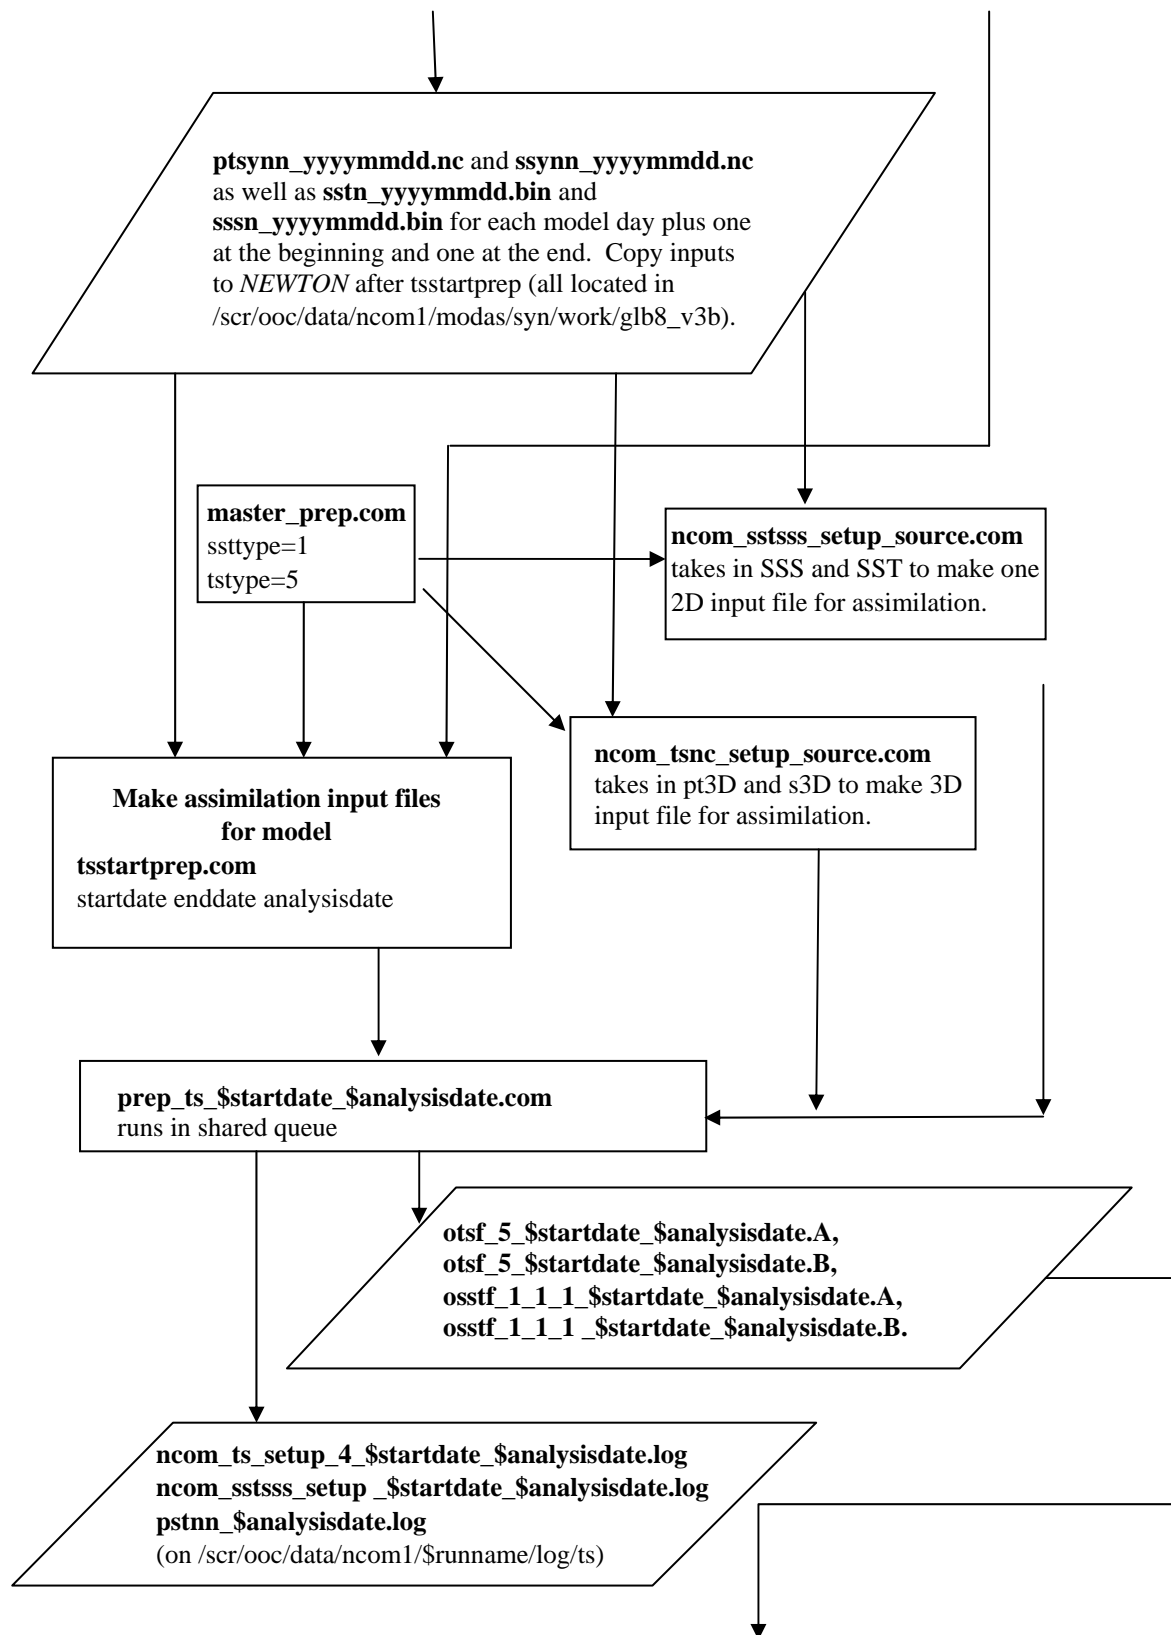 ptsynn_yyyymmdd.nc and ssynn_yyyymmdd.nc
as well as sstn_yyyymmdd.bin and
sssn_yyyymmdd.bin for each model day plus one
at the beginning and one at the end.  Copy inputs
to NEWTON after tsstartprep (all located in
/scr/ooc/data/ncom1/modas/syn/work/glb8_v3b).
master_prep.com
ssttype=1
tstype=5
ncom_sstsss_setup_source.com
takes in SSS and SST to make one
2D input file for assimilation.
ncom_tsnc_setup_source.com
takes in pt3D and s3D to make 3D
input file for assimilation.
Make assimilation input files
for model
tsstartprep.com
startdate enddate analysisdate
prep_ts_$startdate_$analysisdate.com
runs in shared queue
otsf_5_$startdate_$analysisdate.A,
otsf_5_$startdate_$analysisdate.B,
osstf_1_1_1_$startdate_$analysisdate.A,
osstf_1_1_1 _$startdate_$analysisdate.B.
ncom_ts_setup_4_$startdate_$analysisdate.log
ncom_sstsss_setup _$startdate_$analysisdate.log
pstnn_$analysisdate.log
(on /scr/ooc/data/ncom1/$runname/log/ts)